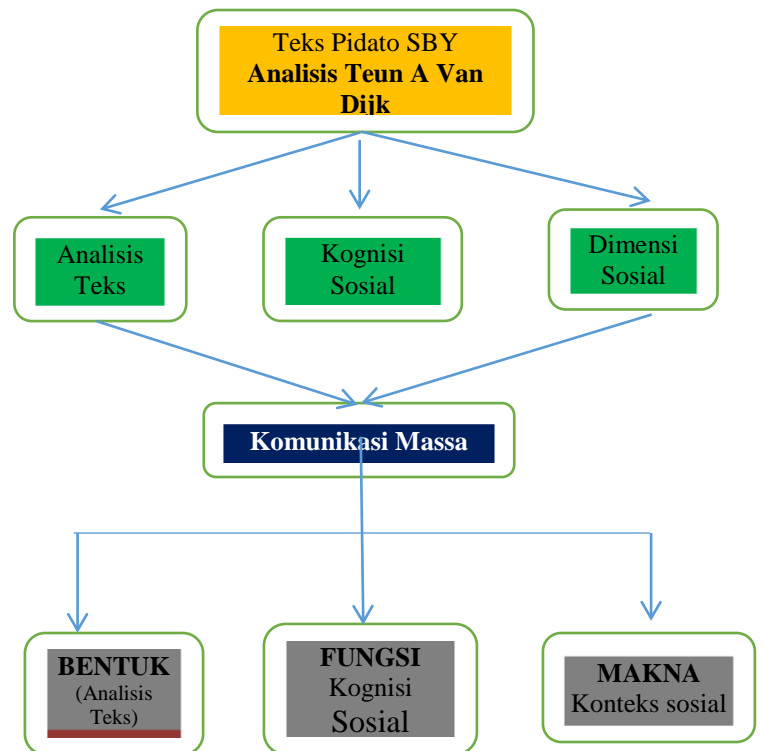 Teks Pidato SBY
Analisis Teun A Van
Dijk
Analisis
Teks
Kognisi
Sosial
Dimensi
Sosial
Komunikasi Massa
BENTUK
(Analisis
Teks)
FUNGSI
Kognisi
Sosial
MAKNA
Konteks sosial